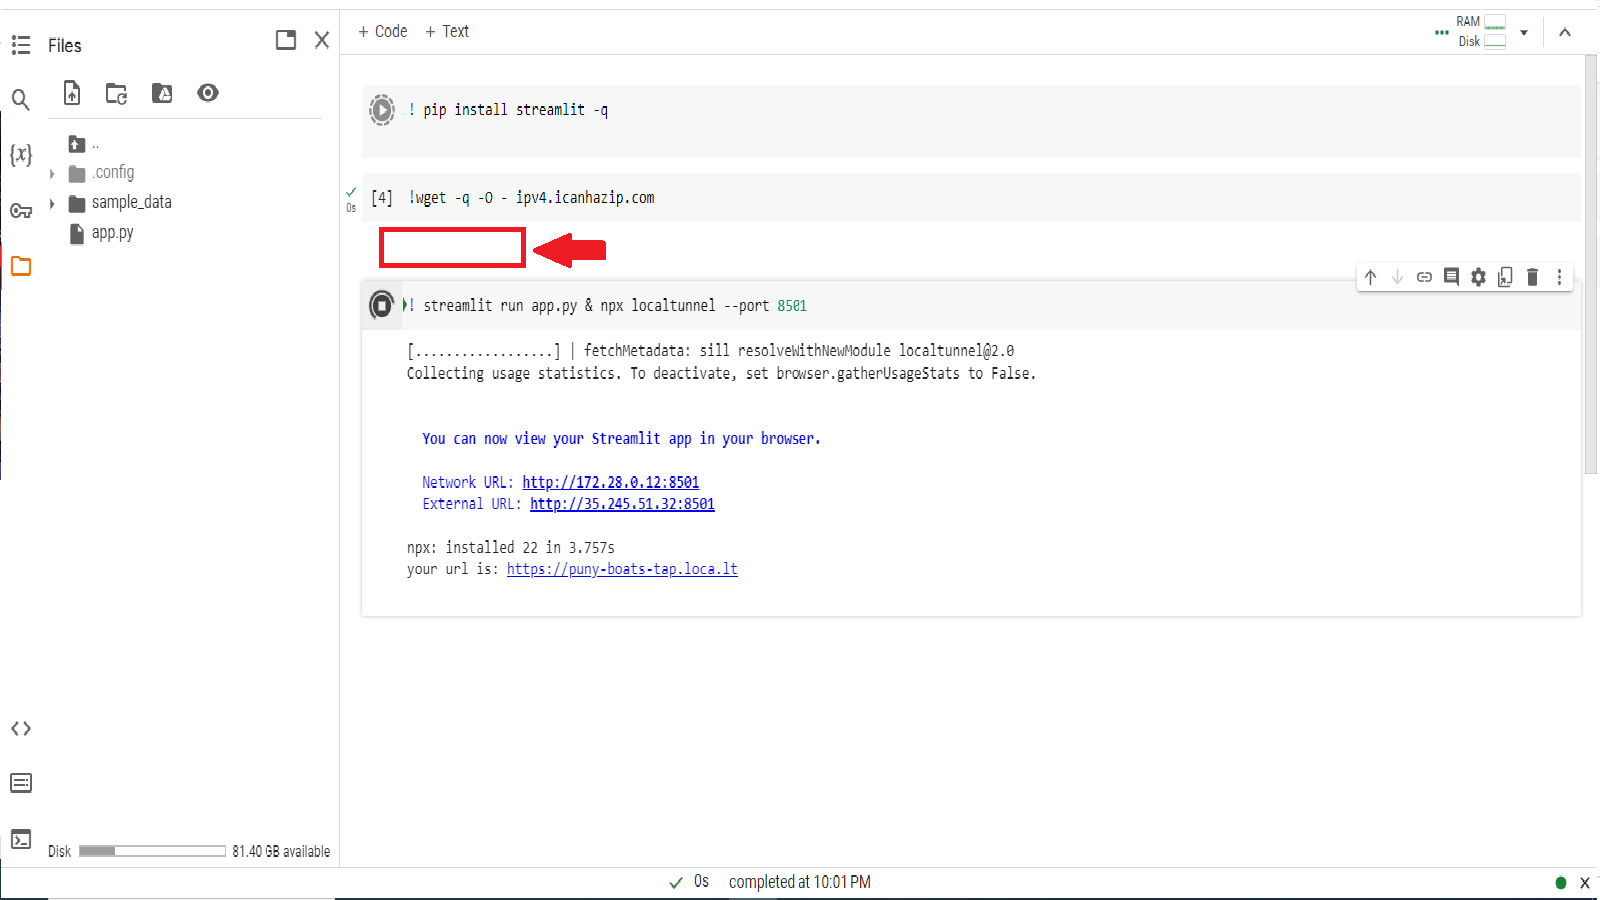 Files
+ Code + Text
RAM
Disk
..
.config
sample_data
app.py
{x}
! pip install streamlit -q
0s
[4] !wget -q -O - ipv4.icanhazip.com
! streamlit run app.py & npx localtunnel --port 8501
[..................] | fetchMetadata: sill resolveWithNewModule localtunnel@2.0
Collecting usage statistics. To deactivate, set browser.gatherUsageStats to False.
You can now view your Streamlit app in your browser.
Network URL: http://172.28.0.12:8501
External URL: http://35.245.51.32:8501
npx: installed 22 in 3.757s
your url is: https://puny-boats-tap.loca.lt
Disk 81.40 GB available
0s completed at 10:01 PM